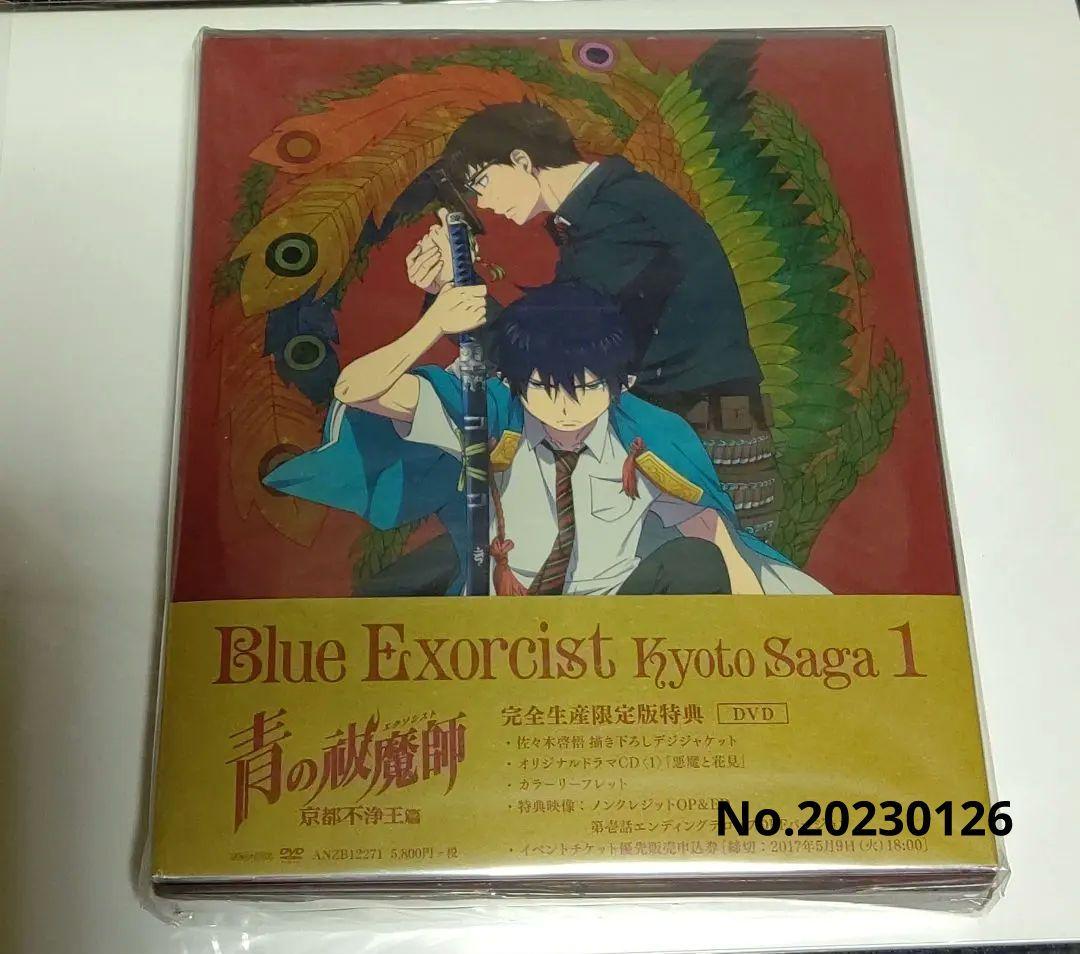 Blue Exorcist Kyoto Saga 1
エクソシスト
青の祓魔師
京都不浄王篇
完全生産限定版特典 DVD
・佐々木啓悟 描き下ろしデジジャケット
・オリジナルドラマCD〈1〉「悪魔と花見」
・カラーリーフレット
・特典映像：ノンクレジットOP&ED
第壱話エンディングテ
No.20230126
・イベントチケット優先販売申込券［締切：2017年5月9日（火）18:00］
DVD ANZB12271 5,800円+税